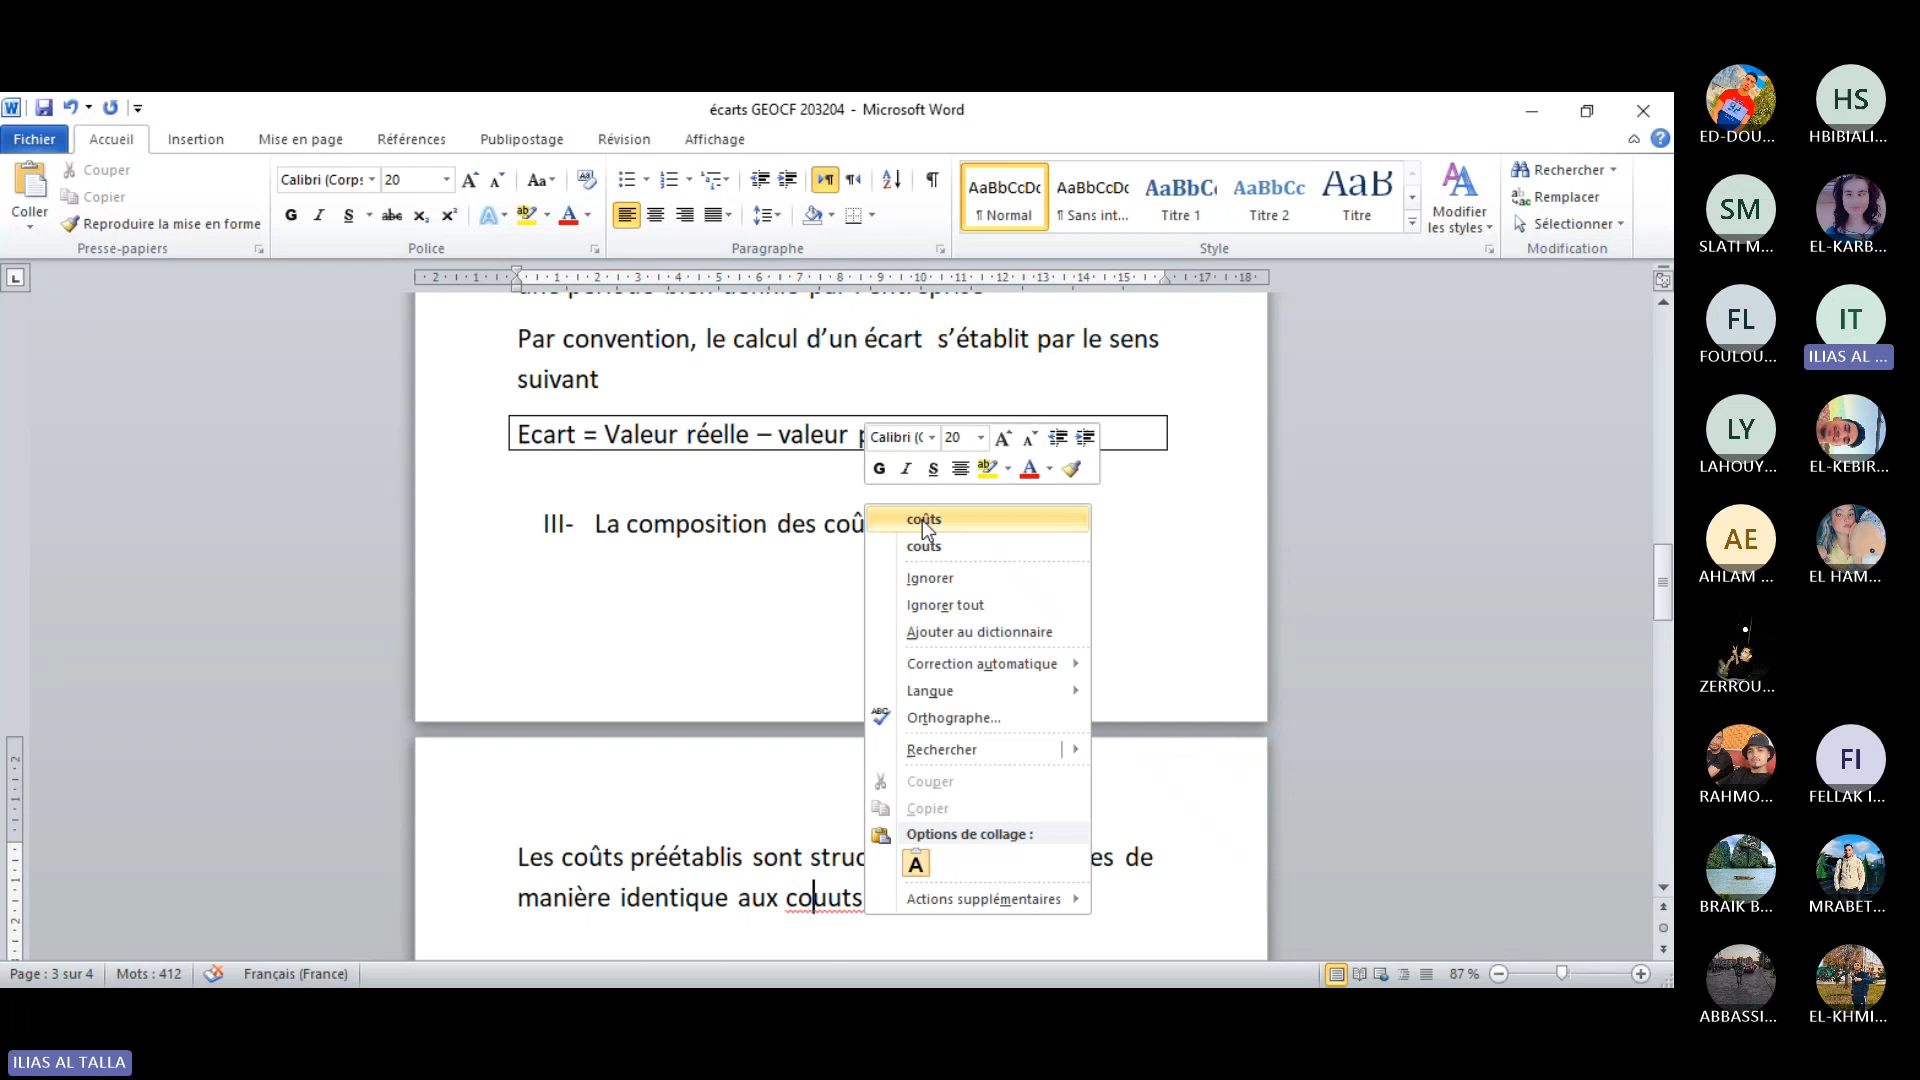 écarts GEOCF 203204 - Microsoft Word
Fichier Accueil Insertion Mise en page Références Publipostage Révision Affichage
Coller
Couper
Copier
Reproduire la mise en forme
Presse-papiers
Calibri (Corps 20
G I S abc x₂ x²
Police
Paragraphe
AaBbCcDc AaBbCcDc AaBbC AaBbCc AaB
¶ Normal ¶ Sans int... Titre 1 Titre 2 Titre
Modifier
les styles
Style
Rechercher
Remplacer
Sélectionner
Modification
Par convention, le calcul d’un écart s’établit par le sens
suivant
Ecart = Valeur réelle – valeur
Calibri (C 20
G I S
III- La composition des coû
coûts
couts
Ignorer
Ignorer tout
Ajouter au dictionnaire
Correction automatique
Langue
Orthographe...
Rechercher
Couper
Copier
Options de collage :
A
Actions supplémentaires
Les coûts préétablis sont struc es de
manière identique aux couuts
Page : 3 sur 4 Mots : 412 Français (France) 87 %
ED-DOU... HBIBIALI...
HS
SM
SLATI M... EL-KARB...
FL IT
FOULOU... ILIAS AL ...
LY
LAHOUY... EL-KEBIR...
AE
AHLAM ... EL HAM...
ZERROU...
FI
RAHMO... FELLAK I...
BRAIK B... MRABET...
ABBASSI... EL-KHMI...
ILIAS AL TALLA